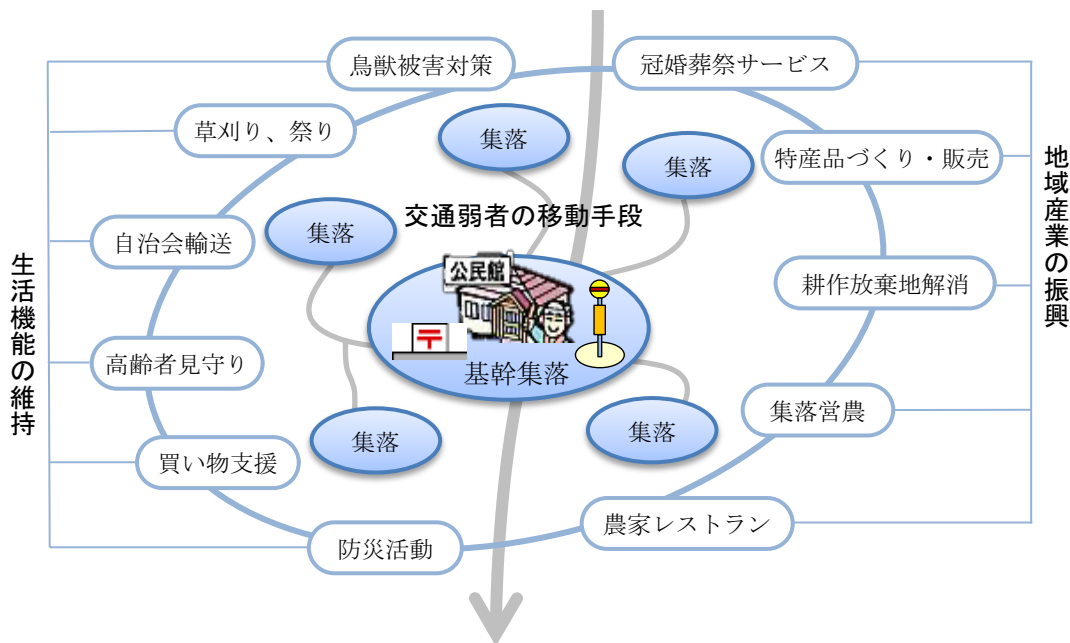 鳥獣被害対策
冠婚葬祭サービス
草刈り、祭り
集落
集落
特産品づくり・販売
交通弱者の移動手段
集落
自治会輸送
公民館
生活機能の維持
地域産業の振興
耕作放棄地解消
〒
基幹集落
高齢者見守り
集落
集落
集落営農
買い物支援
農家レストラン
防災活動